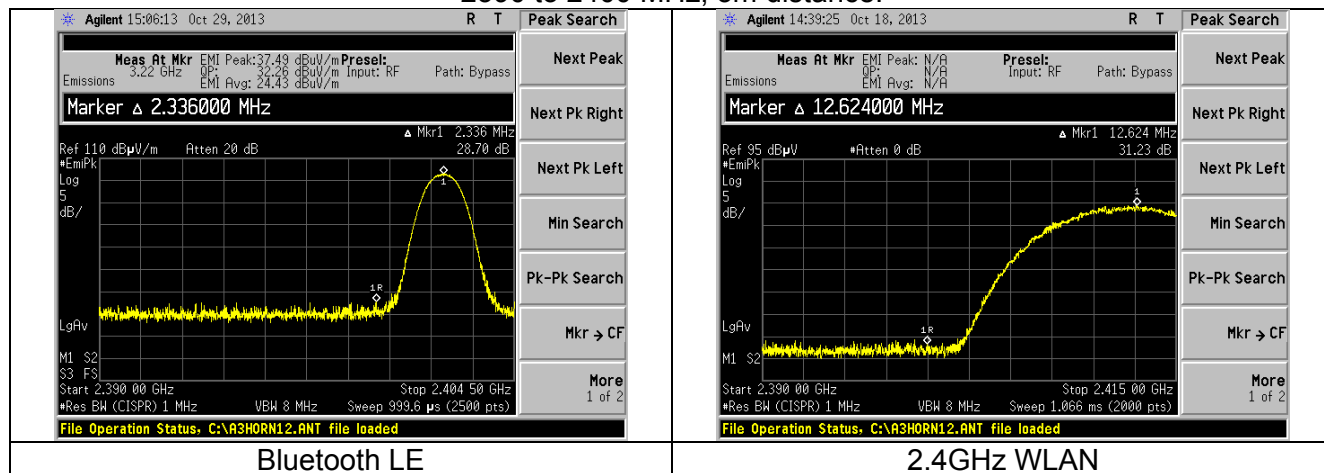 Agilent 15:06:13 Oct 29, 2013 R T Peak Search
Meas At Mkr EMI Peak:37.49 dBuV/m Presel:
3.22 GHz QP: 32.26 dBuV/m Input: RF Path: Bypass
Emissions EMI Avg: 24.43 dBuV/m
Marker Δ 2.336000 MHz
Δ Mkr1 2.336 MHz
Ref 110 dBµV/m Atten 20 dB 28.70 dB
#EmiPk
Log
5
dB/
1
1R
LgAv
M1 S2
S3 FS
Start 2.390 00 GHz Stop 2.404 50 GHz
#Res BW (CISPR) 1 MHz VBW 8 MHz Sweep 999.6 µs (2500 pts)
File Operation Status, C:\A3HORN12.ANT file loaded
Next Peak
Next Pk Right
Next Pk Left
Min Search
Pk-Pk Search
Mkr → CF
More
1 of 2
Bluetooth LE
Agilent 14:39:25 Oct 18, 2013 R T Peak Search
Meas At Mkr EMI Peak: N/A Presel:
QP: N/A Input: RF Path: Bypass
Emissions EMI Avg: N/A
Marker Δ 12.624000 MHz
Δ Mkr1 12.624 MHz
Ref 95 dBµV #Atten 0 dB 31.23 dB
#EmiPk
Log
5
dB/
1
1R
LgAv
M1 S2
Start 2.390 00 GHz Stop 2.415 00 GHz
#Res BW (CISPR) 1 MHz VBW 8 MHz Sweep 1.066 ms (2000 pts)
File Operation Status, C:\A3HORN12.ANT file loaded
Next Peak
Next Pk Right
Next Pk Left
Min Search
Pk-Pk Search
Mkr → CF
More
1 of 2
2.4GHz WLAN